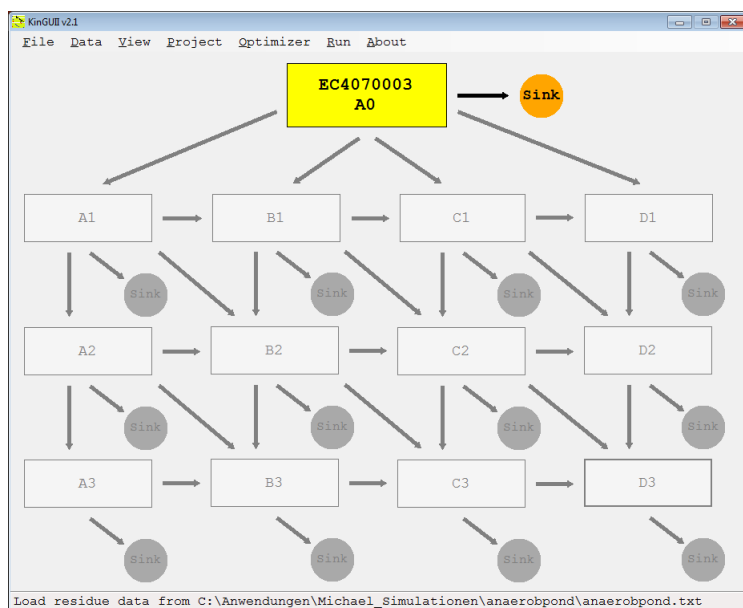 KinGUII v2.1
File Data View Project Optimizer Run About
EC4070003
A0
Sink
A1 B1 C1 D1
Sink Sink Sink Sink
A2 B2 C2 D2
Sink Sink Sink Sink
A3 B3 C3 D3
Sink Sink Sink Sink
Load residue data from C:\Anwendungen\Michael_Simulationen\anaerobpond\anaerobpond.txt